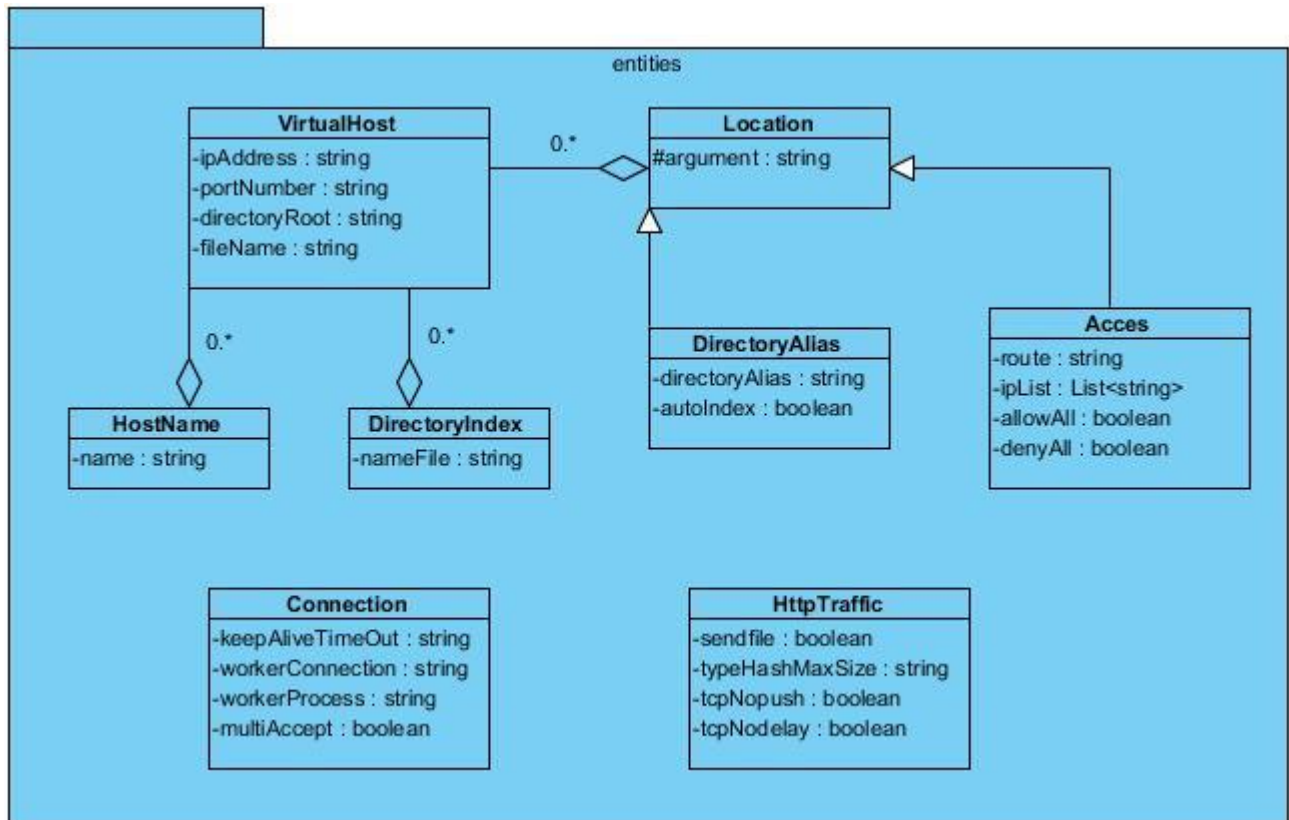 entities
VirtualHost
-ipAddress : string
-portNumber : string
-directoryRoot : string
-fileName : string
0.*
Location
#argument : string
0.*
0.*
HostName
-name : string
DirectoryIndex
-nameFile : string
DirectoryAlias
-directoryAlias : string
-autoIndex : boolean
Acces
-route : string
-ipList : List<string>
-allowAll : boolean
-denyAll : boolean
Connection
-keepAliveTimeOut : string
-workerConnection : string
-workerProcess : string
-multiAccept : boolean
HttpTraffic
-sendfile : boolean
-typeHashMaxSize : string
-tcpNopush : boolean
-tcpNodelay : boolean